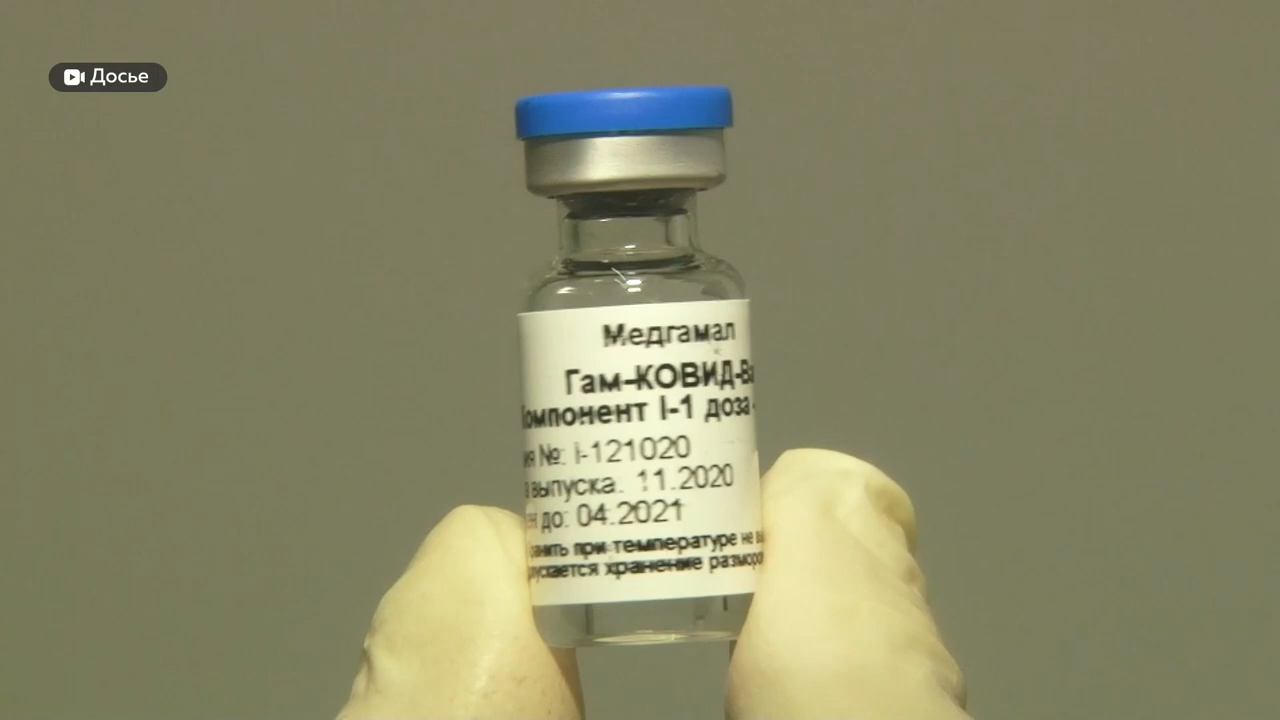 Досье
Медгамал
Гам-КОВИД-Ва
омпонент I-1 доза
ия №: I-121020
а выпуска: 11.2020
ен до: 04.2021
анить при температуре не в
пускается хранение разморо